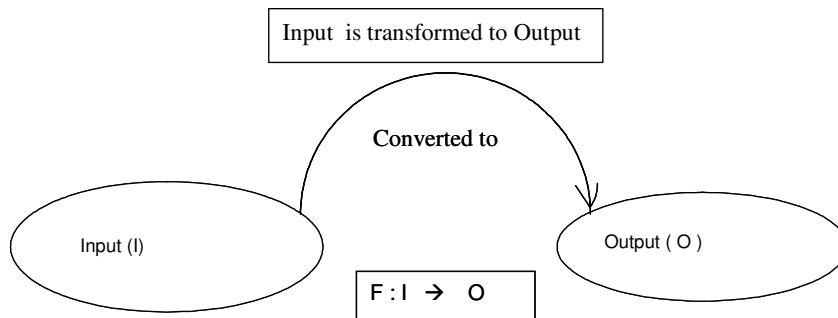 Input is transformed to Output
Converted to
Input (I)
Output ( O )
F : I → O